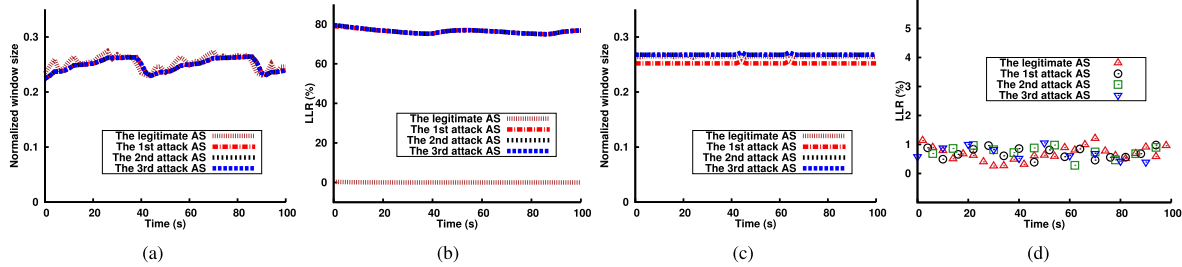 Normalized window size
0.3
0.2
0.1
0
The legitimate AS
The 1st attack AS
The 2nd attack AS
The 3rd attack AS
0 20 40 60 80 100
Time (s)
(a)
LLR (%)
80
60
40
20
0
The legitimate AS
The 1st attack AS
The 2nd attack AS
The 3rd attack AS
0 20 40 60 80 100
Time (s)
(b)
Normalized window size
0.3
0.2
0.1
0
The legitimate AS
The 1st attack AS
The 2nd attack AS
The 3rd attack AS
0 20 40 60 80 100
Time (s)
(c)
LLR (%)
5
4
3
2
1
0
The legitimate AS
The 1st attack AS
The 2nd attack AS
The 3rd attack AS
0 20 40 60 80 100
Time (s)
(d)